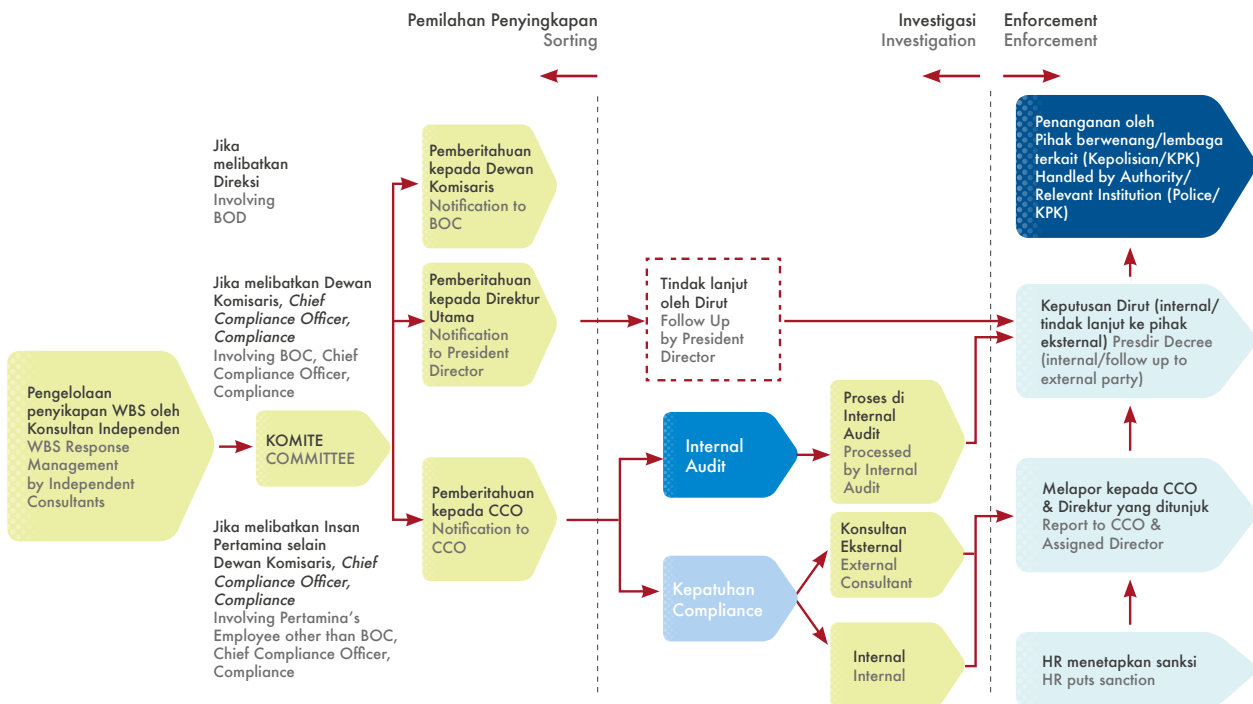 Pemilahan Penyingkapan
Sorting
Investigasi
Investigation
Enforcement
Enforcement
Jika
melibatkan
Direksi
Involving
BOD
Pemberitahuan
kepada Dewan
Komisaris
Notification to
BOC
Penanganan oleh
Pihak berwenang/lembaga
terkait (Kepolisian/KPK)
Handled by Authority/
Relevant Institution (Police/
KPK)
Jika melibatkan Dewan
Komisaris, Chief
Compliance Officer,
Compliance
Involving BOC, Chief
Compliance Officer,
Compliance
Pemberitahuan
kepada Direktur
Utama
Notification
to President
Director
Tindak lanjut
oleh Dirut
Follow Up
by President
Director
Keputusan Dirut (internal/
tindak lanjut ke pihak
eksternal) Presdir Decree
(internal/follow up to
external party)
Pengelolaan
penyikapan WBS oleh
Konsultan Independen
WBS Response
Management
by Independent
Consultants
KOMITE
COMMITTEE
Internal
Audit
Proses di
Internal
Audit
Processed
by Internal
Audit
Pemberitahuan
kepada CCO
Notification to
CCO
Melapor kepada CCO
& Direktur yang ditunjuk
Report to CCO &
Assigned Director
Jika melibatkan Insan
Pertamina selain
Dewan Komisaris, Chief
Compliance Officer,
Compliance
Involving Pertamina's
Employee other than BOC,
Chief Compliance Officer,
Compliance
Kepatuhan
Compliance
Konsultan
Eksternal
External
Consultant
Internal
Internal
HR menetapkan sanksi
HR puts sanction